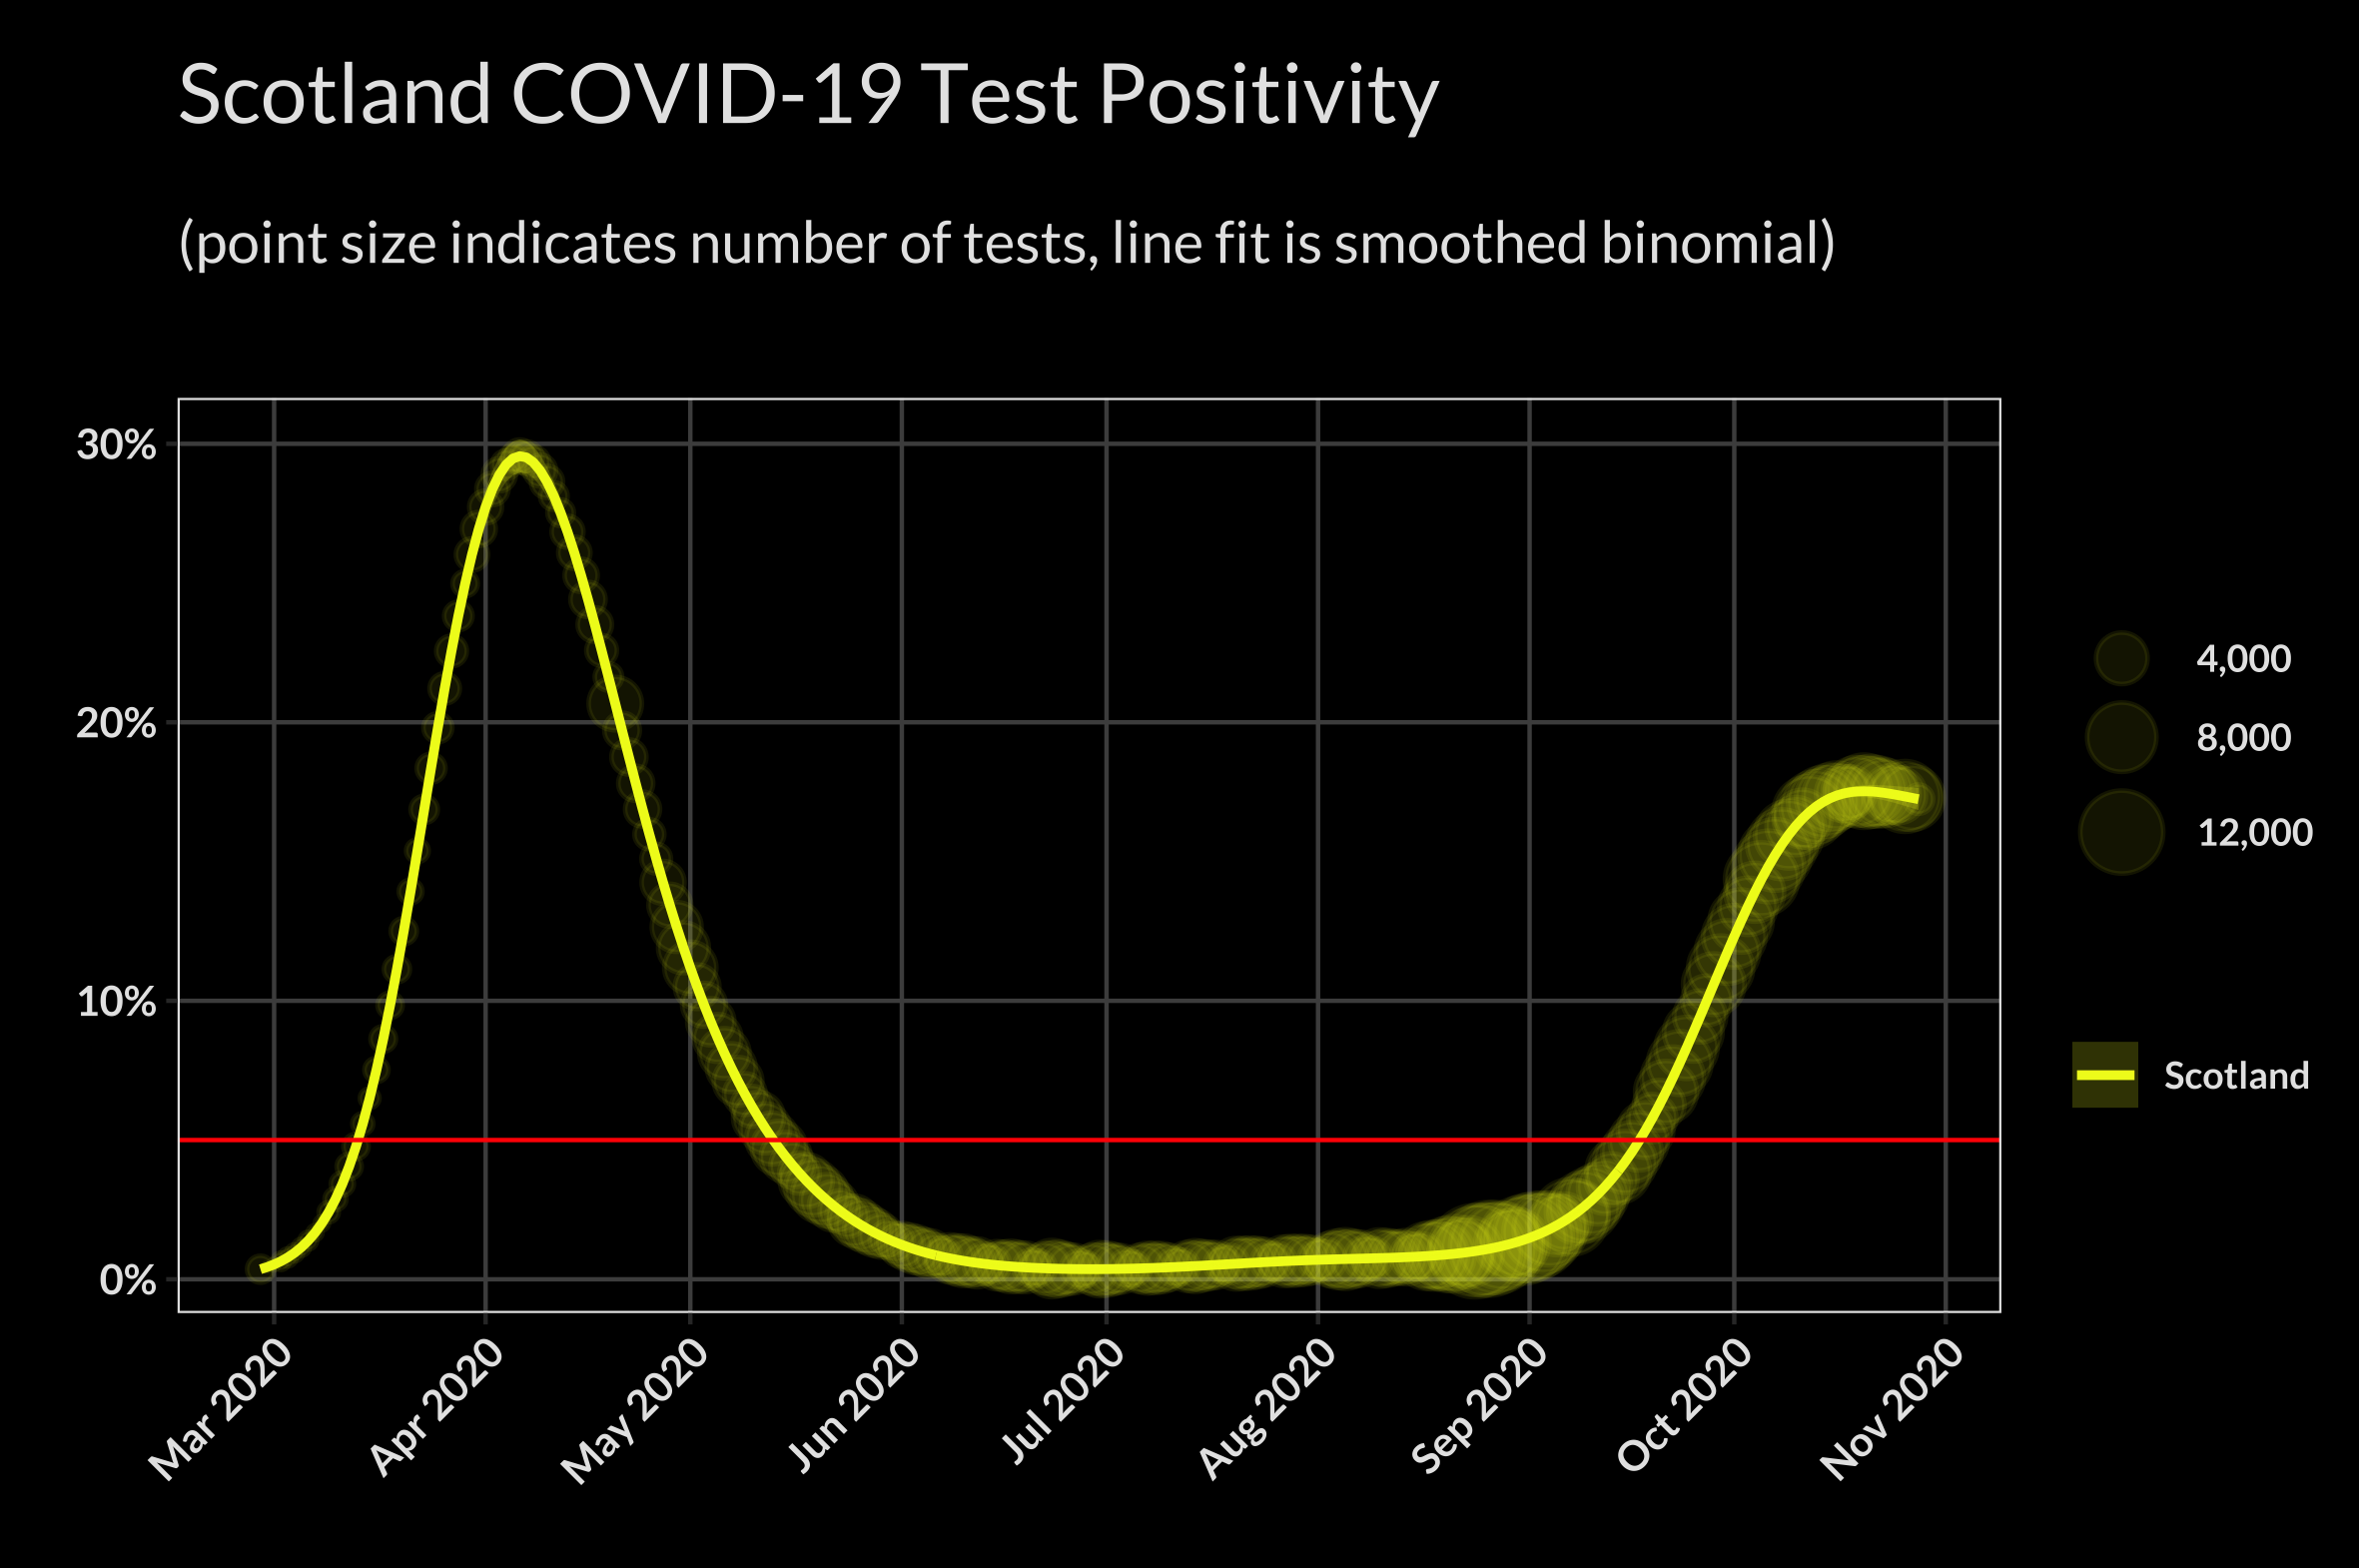 Scotland COVID-19 Test Positivity
(point size indicates number of tests, line fit is smoothed binomial)
30%
20%
10%
0%
Mar 2020
Apr 2020
May 2020
Jun 2020
Jul 2020
Aug 2020
Sep 2020
Oct 2020
Nov 2020
4,000
8,000
12,000
Scotland